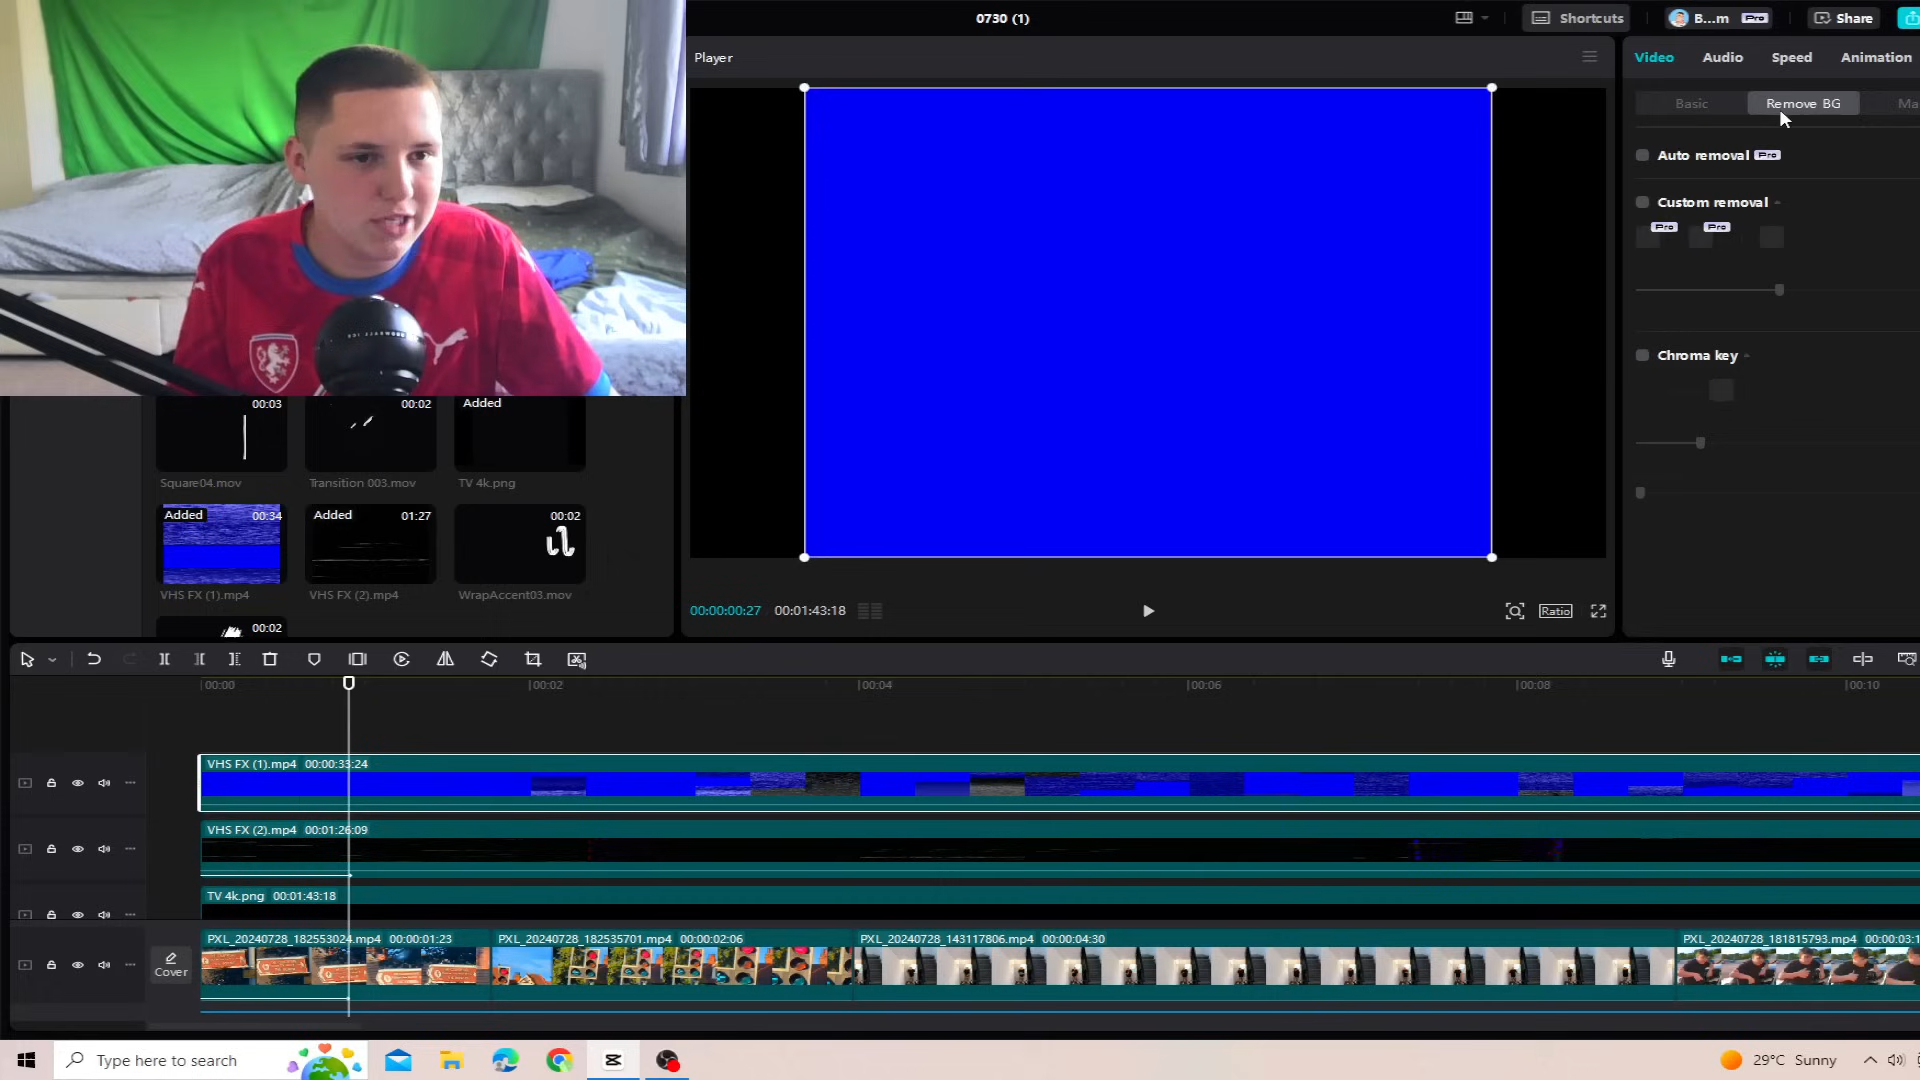 0730 (1)
Shortcuts
B...m Pro
Share
Player
Video Audio Speed Animation
Basic Remove BG Ma
Auto removal Pro
Custom removal
Pro Pro
Chroma key
00:03 00:02 Added
Square04.mov Transition 003.mov TV 4k.png
Added 00:34 Added 01:27 00:02
VHS FX (1).mp4 VHS FX (2).mp4 WrapAccent03.mov
00:02
00:00:00:27 00:01:43:18
Ratio
00:00 00:02 00:04 00:06 00:08 00:10
VHS FX (1).mp4 00:00:33:24
VHS FX (2).mp4 00:01:26:09
TV 4k.png 00:01:43:18
Cover
PXL_20240728_182553024.mp4 00:00:01:23 PXL_20240728_182535701.mp4 00:00:02:06 PXL_20240728_143117806.mp4 00:00:04:30 PXL_20240728_181815793.mp4 00:00:03:1
Type here to search
29°C Sunny